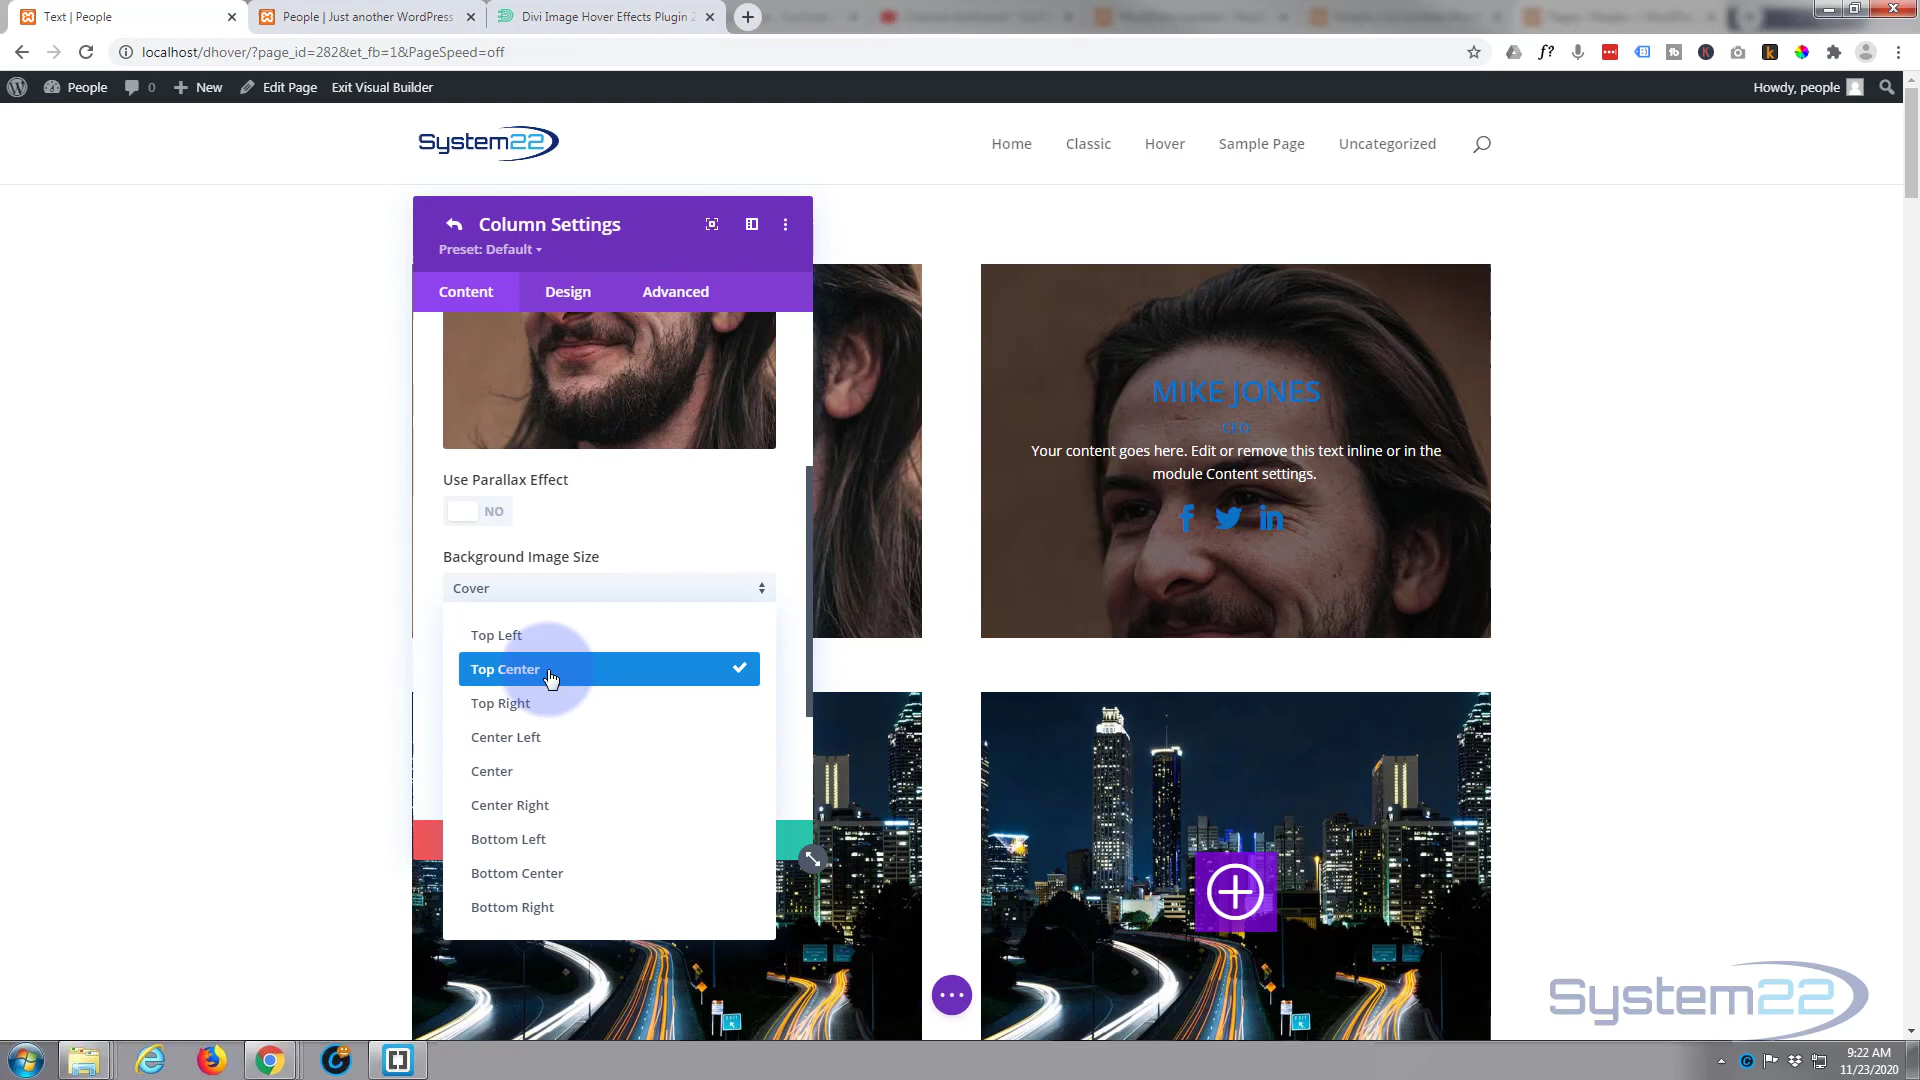 Text | People
People | Just another WordPress
Divi Image Hover Effects Plugin 2
localhost/dhover/?page_id=282&et_fb=1&PageSpeed=off
People
0
New
Edit Page
Exit Visual Builder
Howdy, people
System22
Home
Classic
Hover
Sample Page
Uncategorized
Column Settings
Preset: Default
Content
Design
Advanced
MIKE JONES
CEO
Your content goes here. Edit or remove this text inline or in the
module Content settings.
Use Parallax Effect
NO
Background Image Size
Cover
Top Left
Top Center
Top Right
Center Left
Center
Center Right
Bottom Left
Bottom Center
Bottom Right
System22
9:22 AM
11/23/2020